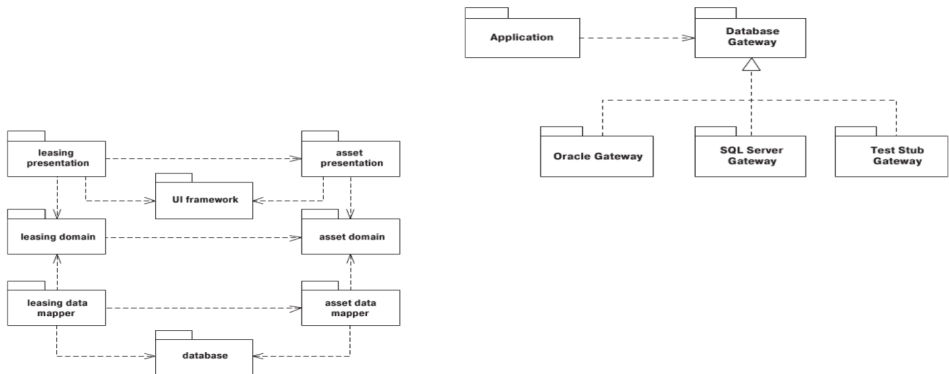 Application
Database
Gateway
Oracle Gateway
SQL Server
Gateway
Test Stub
Gateway
leasing
presentation
asset
presentation
UI framework
leasing domain
asset domain
leasing data
mapper
asset data
mapper
database